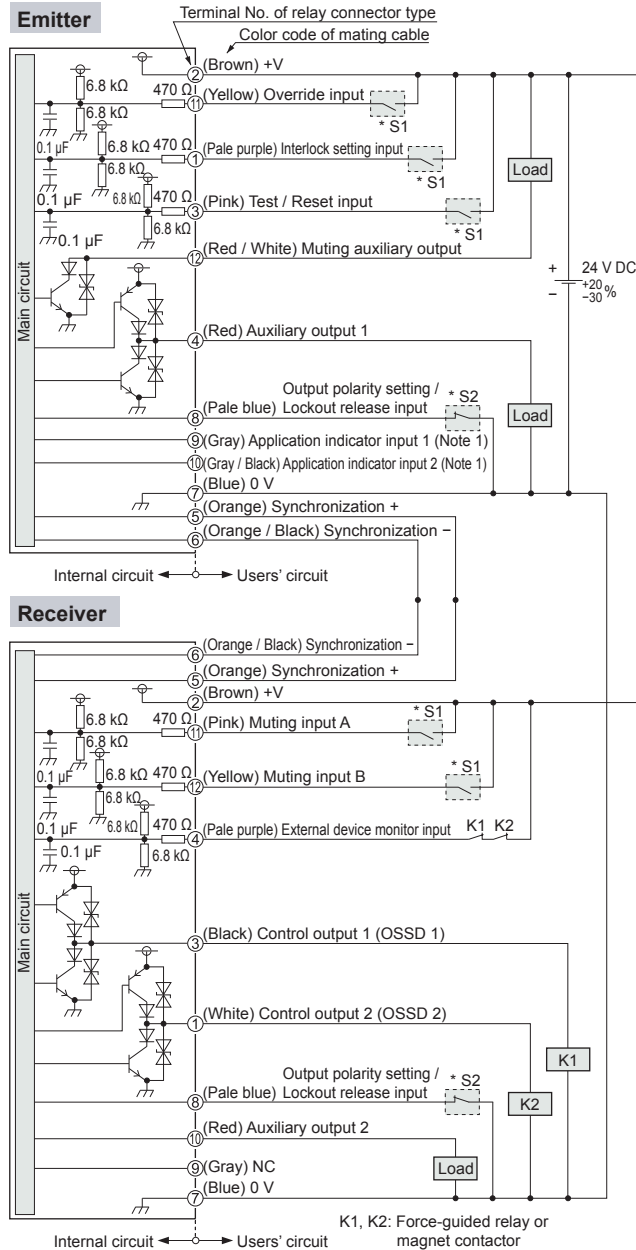 Emitter
Terminal No. of relay connector type
Color code of mating cable
② (Brown) +V
6.8 kΩ
470 Ω
⑪ (Yellow) Override input
* S1
6.8 kΩ
0.1 µF
6.8 kΩ
470 Ω
① (Pale purple) Interlock setting input
* S1
Load
6.8 kΩ
0.1 µF
6.8 kΩ
470 Ω
③ (Pink) Test / Reset input
* S1
6.8 kΩ
0.1 µF
⑫ (Red / White) Muting auxiliary output
+
−
24 V DC
+20
−30 %
Main circuit
④ (Red) Auxiliary output 1
Output polarity setting /
⑧ (Pale blue) Lockout release input
* S2
Load
⑨ (Gray) Application indicator input 1 (Note 1)
⑩ (Gray / Black) Application indicator input 2 (Note 1)
⑦ (Blue) 0 V
⑤ (Orange) Synchronization +
⑥ (Orange / Black) Synchronization −
Internal circuit
Users' circuit
Receiver
⑥ (Orange / Black) Synchronization −
⑤ (Orange) Synchronization +
② (Brown) +V
6.8 kΩ
470 Ω
⑪ (Pink) Muting input A
* S1
6.8 kΩ
0.1 µF
6.8 kΩ
470 Ω
⑫ (Yellow) Muting input B
* S1
6.8 kΩ
0.1 µF
6.8 kΩ
470 Ω
④ (Pale purple) External device monitor input
K1 K2
0.1 µF
6.8 kΩ
Main circuit
③ (Black) Control output 1 (OSSD 1)
① (White) Control output 2 (OSSD 2)
K1
Output polarity setting /
⑧ (Pale blue) Lockout release input
* S2
K2
⑩ (Red) Auxiliary output 2
⑨ (Gray) NC
Load
⑦ (Blue) 0 V
K1, K2: Force-guided relay or
magnet contactor
Internal circuit
Users' circuit